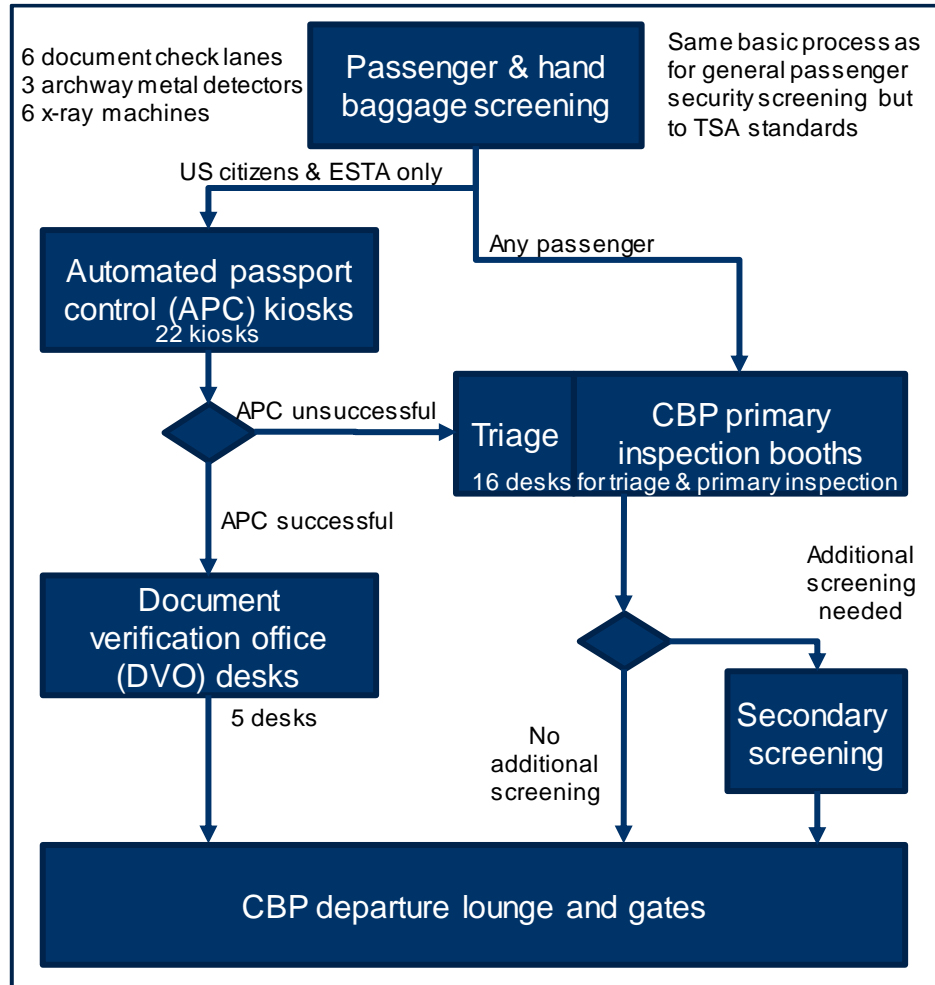 6 document check lanes
3 archway metal detectors
6 x-ray machines
Passenger & hand
baggage screening
Same basic process as
for general passenger
security screening but
to TSA standards
US citizens & ESTA only
Any passenger
Automated passport
control (APC) kiosks
22 kiosks
APC unsuccessful
Triage
CBP primary
inspection booths
16 desks for triage & primary inspection
APC successful
Additional
screening
needed
Document
verification office
(DVO) desks
5 desks
No
additional
screening
Secondary
screening
CBP departure lounge and gates